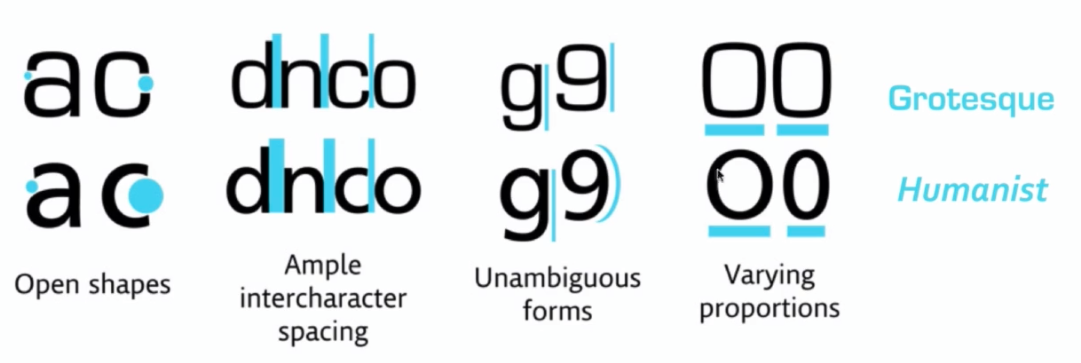 ac
dnco
g9
O0
Grotesque
ac
dnco
g9
O0
Humanist
Open shapes
Ample
intercharacter
spacing
Unambiguous
forms
Varying
proportions